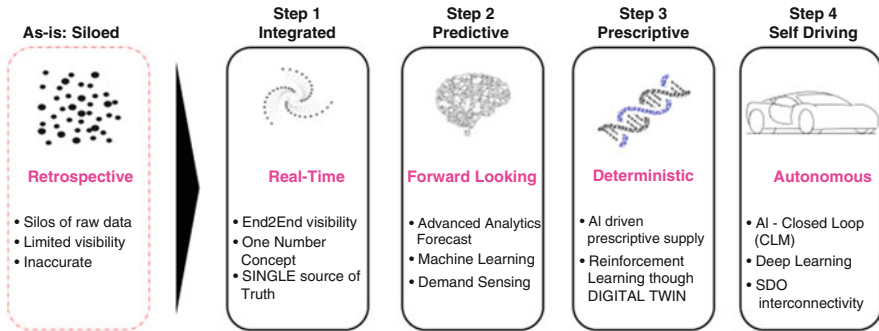 As-is: Siloed
Retrospective
• Silos of raw data
• Limited visibility
• Inaccurate
Step 1
Integrated
Real-Time
• End2End visibility
• One Number
Concept
• SINGLE source of
Truth
Step 2
Predictive
Forward Looking
• Advanced Analytics
Forecast
• Machine Learning
• Demand Sensing
Step 3
Prescriptive
Deterministic
• AI driven
prescriptive supply
• Reinforcement
Learning though
DIGITAL TWIN
Step 4
Self Driving
Autonomous
• AI - Closed Loop
(CLM)
• Deep Learning
• SDO
interconnectivity